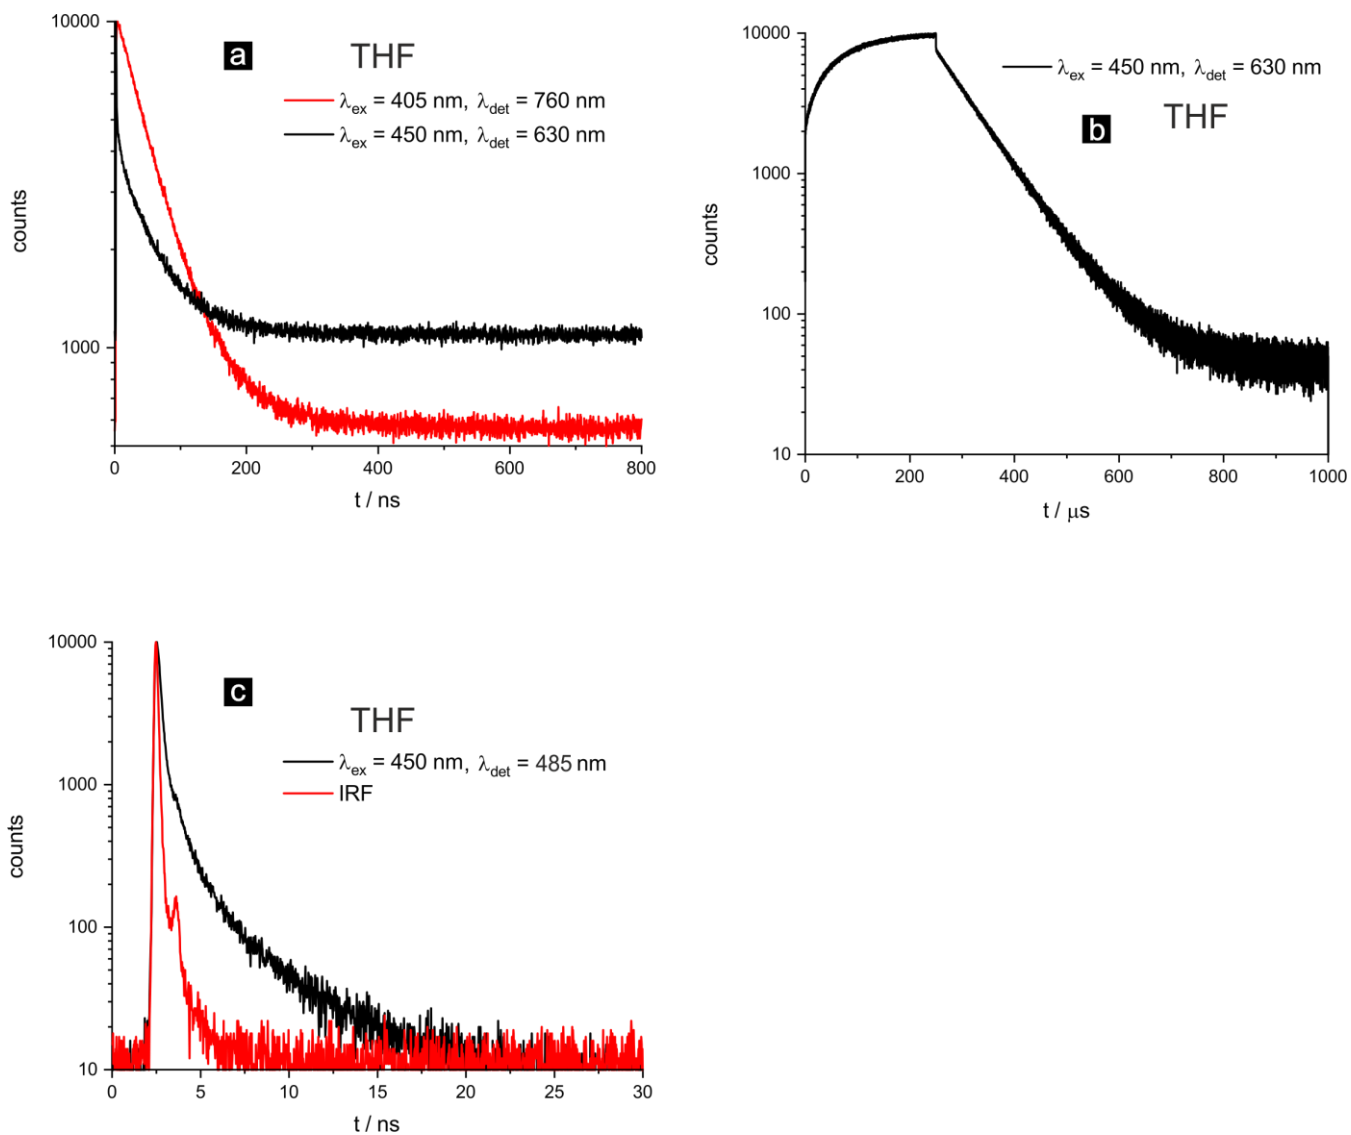 a
THF
λex = 405 nm, λdet = 760 nm
λex = 450 nm, λdet = 630 nm
10000
1000
counts
0 200 400 600 800
t / ns
b
λex = 450 nm, λdet = 630 nm
THF
10000
1000
100
10
counts
0 200 400 600 800 1000
t / μs
c
THF
λex = 450 nm, λdet = 485 nm
IRF
10000
1000
100
10
counts
0 5 10 15 20 25 30
t / ns